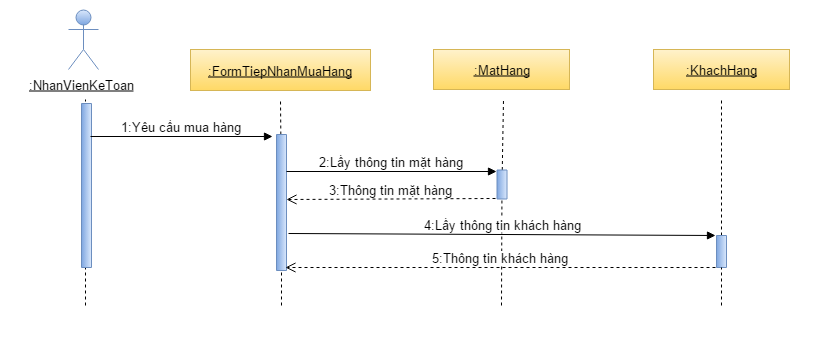 :NhanVienKeToan
:FormTiepNhanMuaHang
:MatHang
:KhachHang
1:Yêu cầu mua hàng
2:Lấy thông tin mặt hàng
3:Thông tin mặt hàng
4:Lấy thông tin khách hàng
5:Thông tin khách hàng